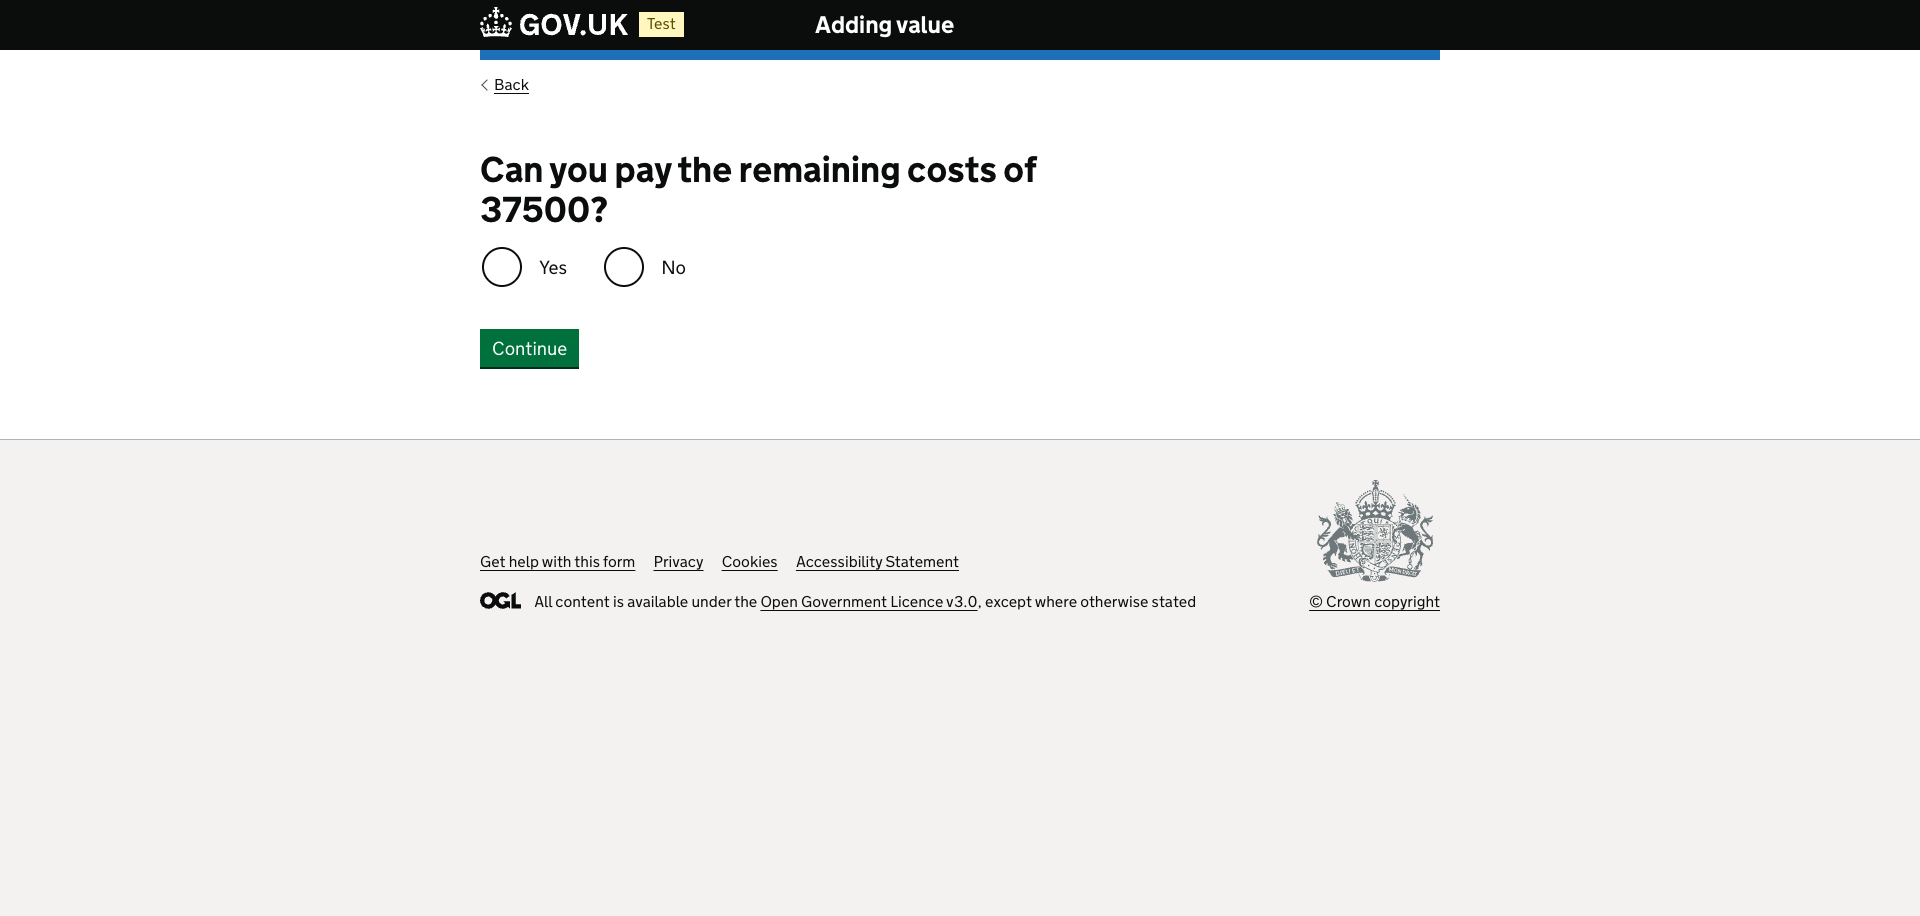 GOV.UK Test Adding value
Back
Can you pay the remaining costs of
37500?
Yes No
Continue
Get help with this form Privacy Cookies Accessibility Statement
OGL All content is available under the Open Government Licence v3.0, except where otherwise stated
© Crown copyright